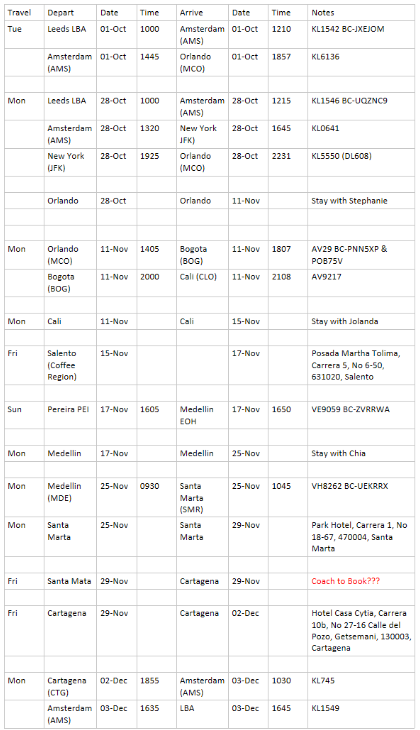 Travel Depart Date Time Arrive Date Time Notes
Tue Leeds LBA 01-Oct 1000 Amsterdam 01-Oct 1210 KL1542 BC-JXEJOM
(AMS)
Amsterdam 01-Oct 1445 Orlando 01-Oct 1857 KL6136
(AMS) (MCO)
Mon Leeds LBA 28-Oct 1000 Amsterdam 28-Oct 1215 KL1546 BC-UQZNC9
(AMS)
Amsterdam 28-Oct 1320 New York 28-Oct 1645 KL0641
(AMS) JFK)
New York 28-Oct 1925 Orlando 28-Oct 2231 KL5550 (DL608)
(JFK) (MCO)
Orlando 28-Oct Orlando 11-Nov Stay with Stephanie
Mon Orlando 11-Nov 1405 Bogota 11-Nov 1807 AV29 BC-PNN5XP &
(MCO) (BOG) POB75V
Bogota 11-Nov 2000 Cali (CLO) 11-Nov 2108 AV9217
(BOG)
Mon Cali 11-Nov Cali 15-Nov Stay with Jolanda
Fri Salento 15-Nov 17-Nov Posada Martha Tolima,
(Coffee Carrera 5, No 6-50,
Region) 631020, Salento
Sun Pereira PEI 17-Nov 1605 Medellin 17-Nov 1650 VE9059 BC-ZVRRWA
EOH
Mon Medellin 17-Nov Medellin 25-Nov Stay with Chia
Mon Medellin 25-Nov 0930 Santa 25-Nov 1045 VH8262 BC-UEKRRX
(MDE) Marta
(SMR)
Mon Santa 25-Nov Santa 29-Nov Park Hotel, Carrera 1, No
Marta Marta 18-67, 470004, Santa
Marta
Fri Santa Mata 29-Nov Cartagena 29-Nov Coach to Book???
Fri Cartagena 29-Nov Cartagena 02-Dec Hotel Casa Cytia, Carrera
10b, No 27-16 Calle del
Pozo, Getsemani, 130003,
Cartagena
Mon Cartagena 02-Dec 1855 Amsterdam 03-Dec 1030 KL745
(CTG) (AMS)
Amsterdam 03-Dec 1635 LBA 03-Dec 1645 KL1549
(AMS)